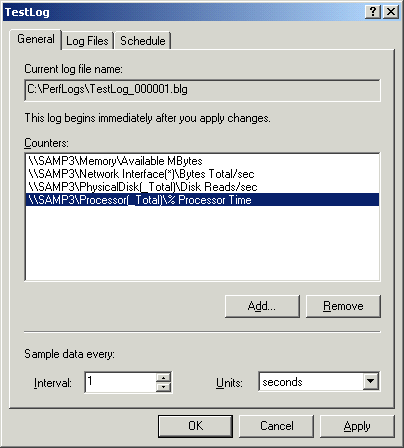 TestLog
General Log Files Schedule
Current log file name:
C:\PerfLogs\TestLog_000001.blg
This log begins immediately after you apply changes.
Counters:
\\SAMP3\Memory\Available MBytes
\\SAMP3\Network Interface(*)\Bytes Total/sec
\\SAMP3\PhysicalDisk(_Total)\Disk Reads/sec
\\SAMP3\Processor(_Total)\% Processor Time
Add... Remove
Sample data every:
Interval: 1 Units: seconds
OK Cancel Apply